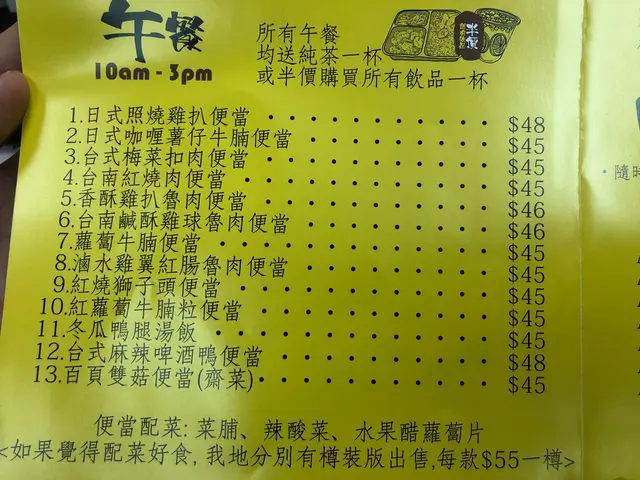 午餐
10am - 3pm
所有午餐
均送純茶一杯
或半價購買所有飲品一杯
1.日式照燒雞扒便當 $48
2.日式咖喱薯仔牛腩便當 $45
3.台式梅菜扣肉便當 $45
4.台南紅燒肉便當 $45
5.香酥雞扒魯肉便當 $46
6.台南鹹酥雞球魯肉便當 $46
7.蘿蔔牛腩便當 $45
8.滷水雞翼紅腸魯肉便當 $45
9.紅燒獅子頭便當 $45
10.紅蘿蔔牛腩粒便當 $45
11.冬瓜鴨腿湯飯 $45
12.台式麻辣啤酒鴨便當 $48
13.百頁雙菇便當(齋菜) $45
便當配菜: 菜脯、辣酸菜、水果醋蘿蔔片
<如果覺得配菜好食, 我地分別有樽裝版出售,每款$55一樽>
・隨時